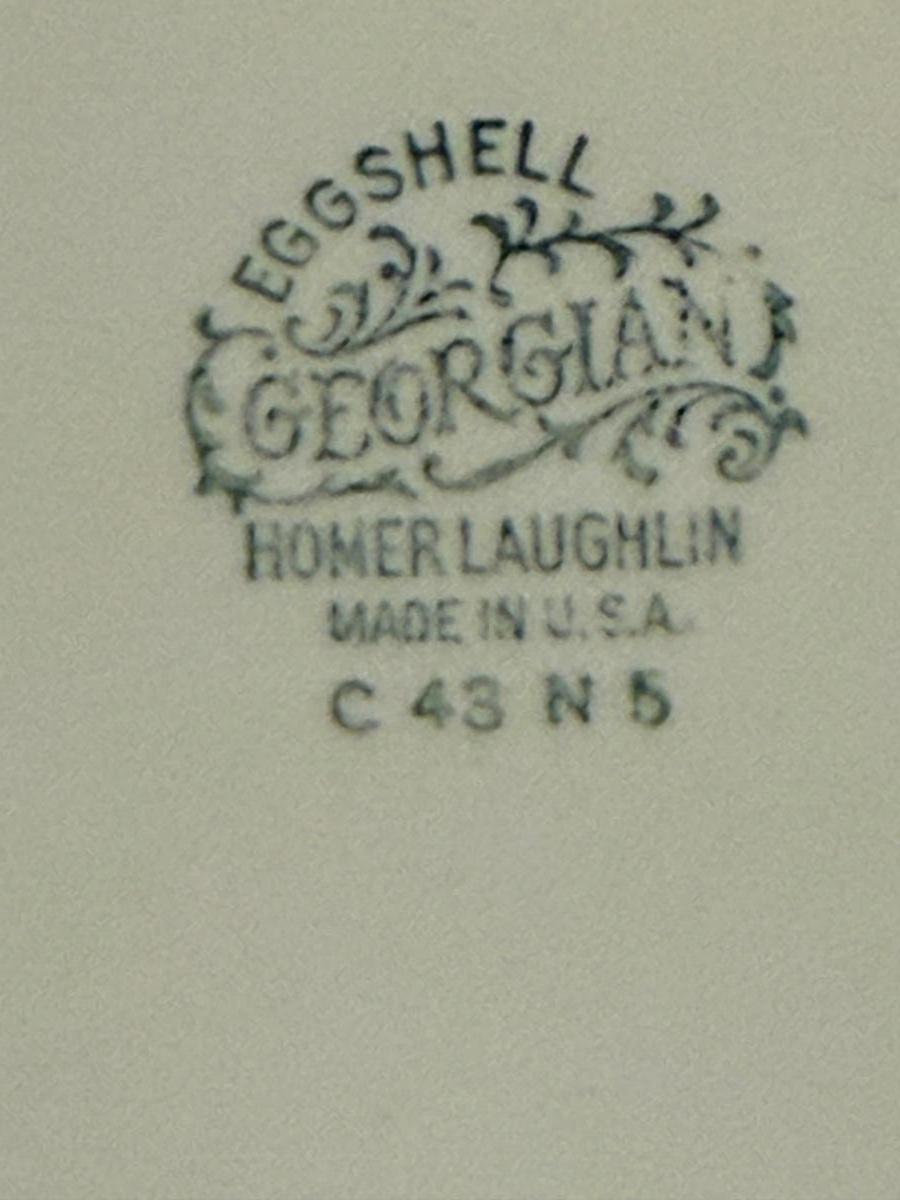 EGGSHELL
GEORGIAN
HOMER LAUGHLIN
MADE IN U.S.A.
C 43 N 5